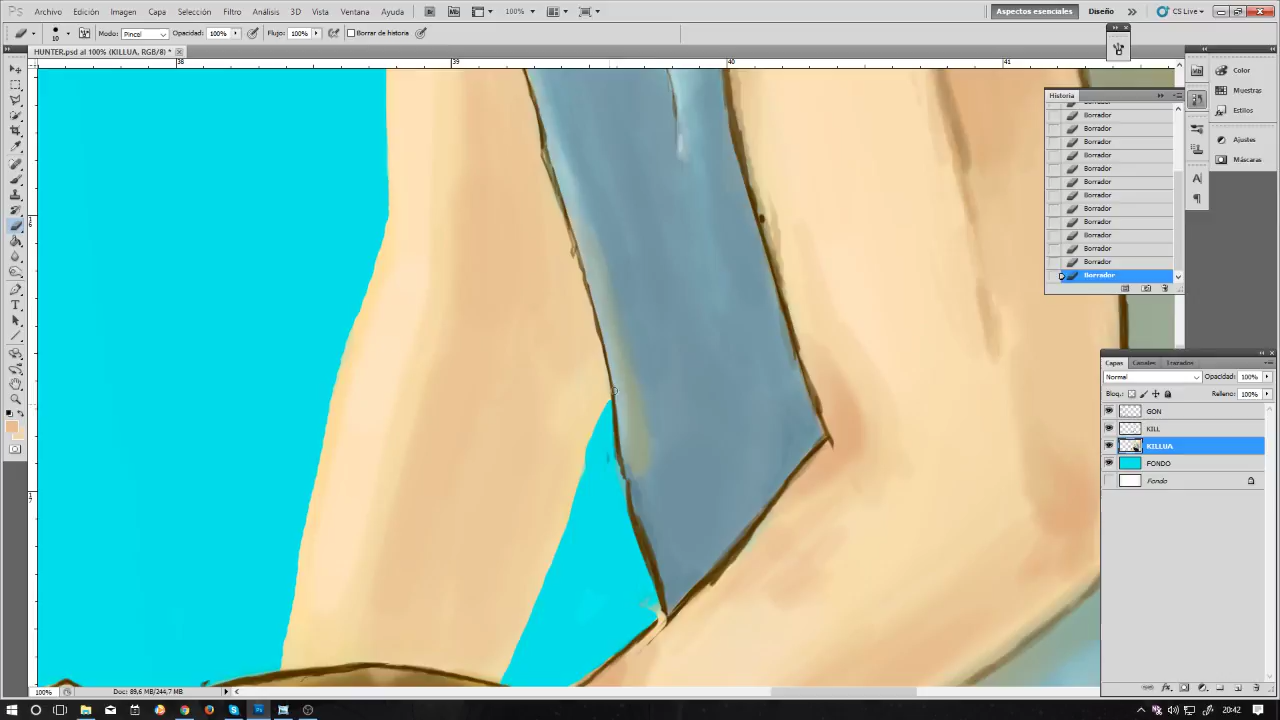 Archivo Edición Imagen Capa Selección Filtro Análisis 3D Vista Ventana Ayuda Br Mb 100% Aspectos esenciales Diseño CS Live
10 Modo: Pincel Opacidad: 100% Flujo: 100% Borrar de historia
HUNTER.psd al 100% (KILLUA, RGB/8) *
38 39 40 41
Historia
Borrador
Borrador
Borrador
Borrador
Borrador
Borrador
Borrador
Borrador
Borrador
Borrador
Borrador
Borrador
Borrador
Borrador
Mb Color
Muestras
Estilos
Ajustes
Máscaras
Capas Canales Trazados
Normal Opacidad: 100%
Bloq.: Relleno: 100%
GON
KILL
KILLUA
FONDO
Fondo
100% Doc: 89,6 MB/244,7 MB
20:42